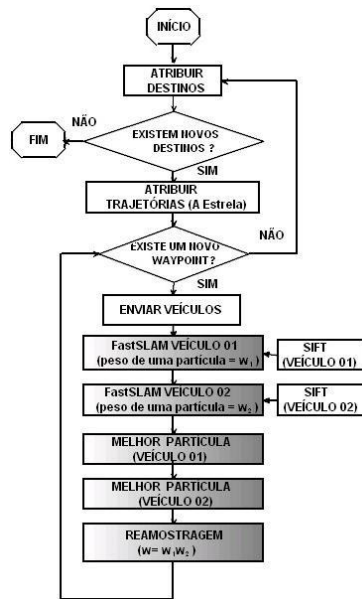 INÍCIO
ATRIBUIR
DESTINOS
NÃO
EXISTEM NOVOS
DESTINOS ?
FIM
SIM
ATRIBUIR
TRAJETÓRIAS (A Estrela)
NÃO
EXISTE UM NOVO
WAYPOINT?
SIM
ENVIAR VEÍCULOS
FastSLAM VEÍCULO 01
(peso de uma partícula = w₁)
SIFT
(VEÍCULO 01)
FastSLAM VEÍCULO 02
(peso de uma partícula = w₂)
SIFT
(VEÍCULO 02)
MELHOR PARTÍCULA
(VEÍCULO 01)
MELHOR PARTÍCULA
(VEÍCULO 02)
REAMOSTRAGEM
(w= w₁w₂ )